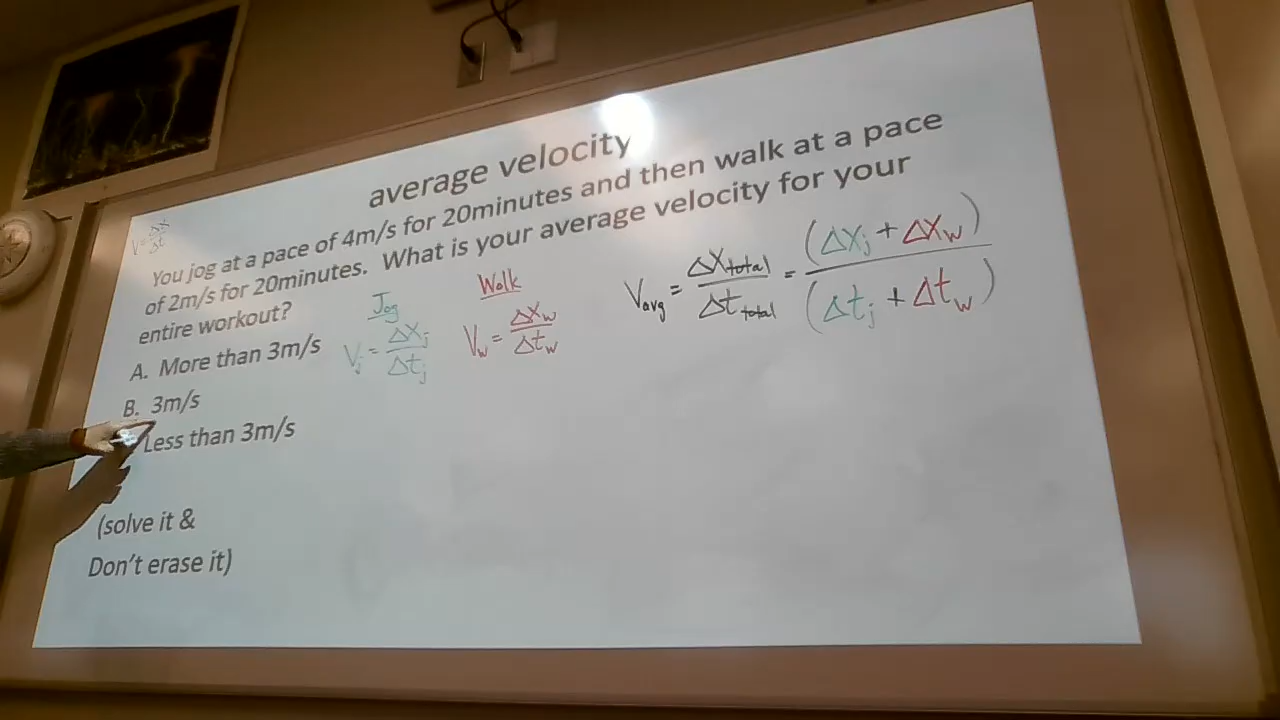 average velocity
You jog at a pace of 4m/s for 20minutes and then walk at a pace
of 2m/s for 20minutes.  What is your average velocity for your
entire workout?
A.  More than 3m/s
B.  3m/s
Less than 3m/s
(solve it &
Don't erase it)
V = Δx/Δt
Jog
Vj = ΔXj/Δtj
Walk
Vw = ΔXw/Δtw
Vavg = ΔXtotal/Δt total = (ΔXj + ΔXw)/(Δtj + Δtw)